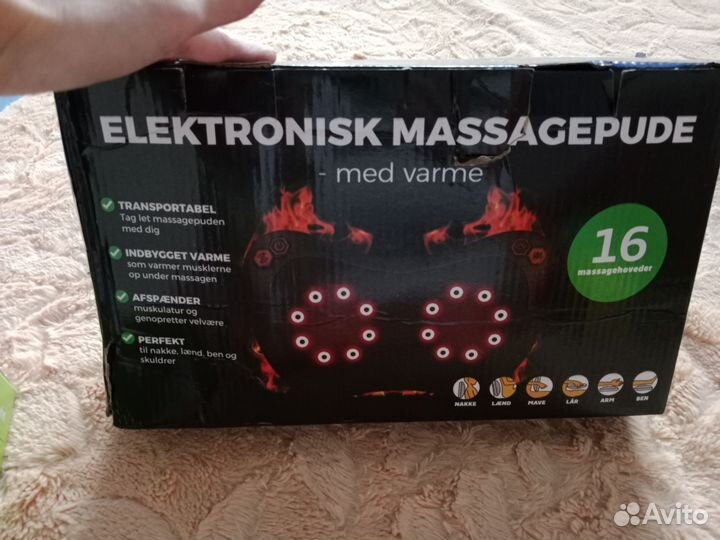 ELEKTRONISK MASSAGEPUDE
- med varme
TRANSPORTABEL
Tag let massagepuden
med dig
INDBYGGET VARME
som varmer musklerne
op under massagen
AFSPÆNDER
muskulatur og
genopretter velvære
PERFEKT
til nakke, lænd, ben og
skuldrer
16
massagehoveder
NAKKE LÆND MAVE LÅR ARM BEN
Avito